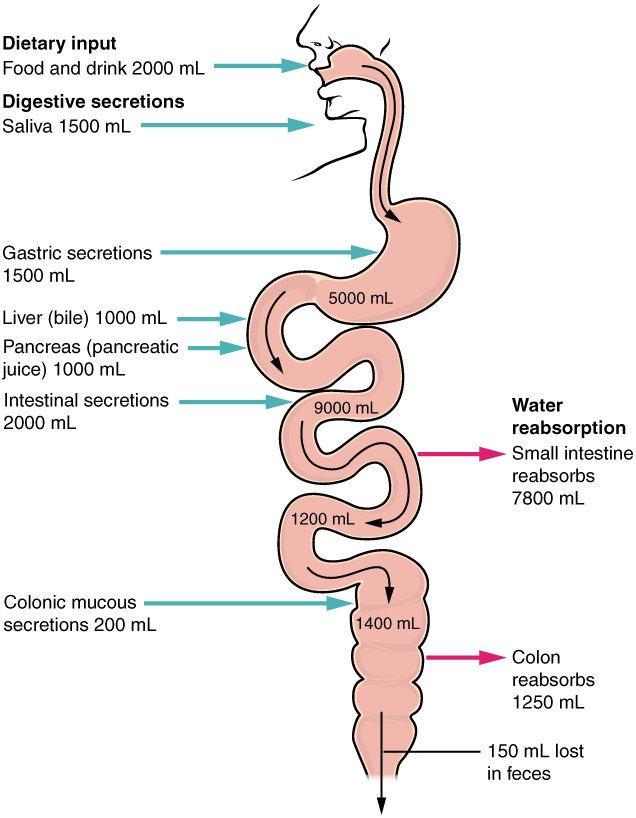 Dietary input
Food and drink 2000 mL
Digestive secretions
Saliva 1500 mL
Gastric secretions
1500 mL
5000 mL
Liver (bile) 1000 mL
Pancreas (pancreatic
juice) 1000 mL
Intestinal secretions
2000 mL
9000 mL
Water
reabsorption
Small intestine
reabsorbs
7800 mL
1200 mL
Colonic mucous
secretions 200 mL
1400 mL
Colon
reabsorbs
1250 mL
150 mL lost
in feces